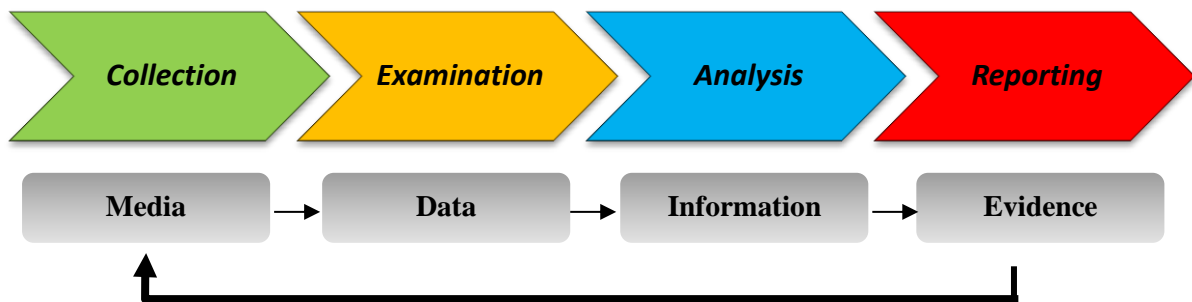 Collection Examination Analysis Reporting
Media Data Information Evidence